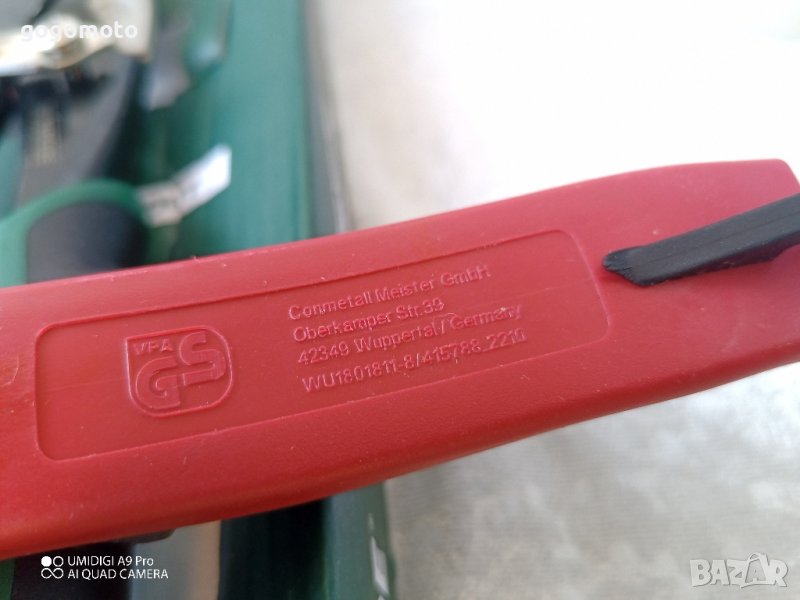 gogomoto
VPA
GS
Conmetall Meister GmbH
Oberkamper Str.39
42349 Wuppertal / Germany
WU1801811-8/415788_2210
UMIDIGI A9 Pro
AI QUAD CAMERA
BAZAR